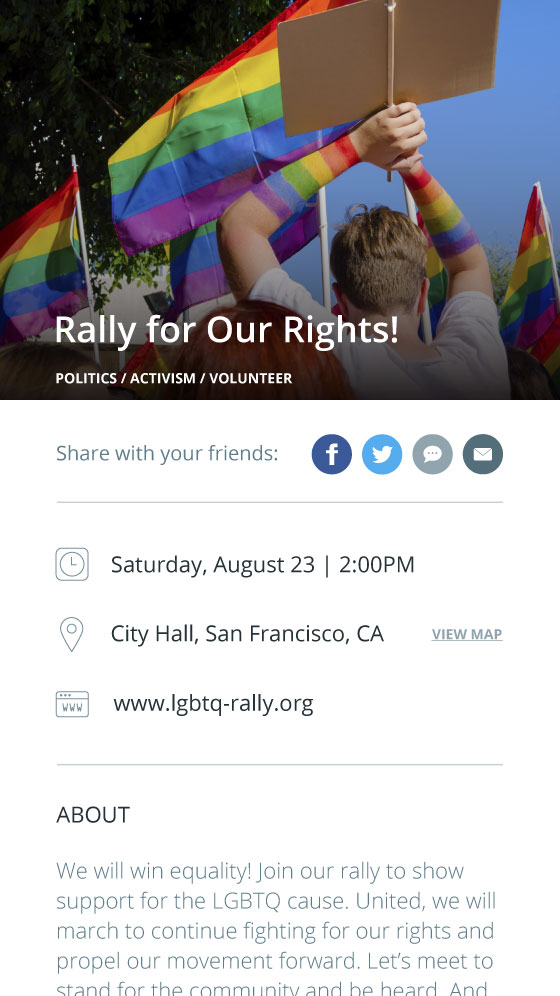 Rally for Our Rights!
POLITICS / ACTIVISM / VOLUNTEER
Share with your friends:
f
Saturday, August 23 | 2:00PM
City Hall, San Francisco, CA VIEW MAP
WWW
www.lgbtq-rally.org
ABOUT
We will win equality! Join our rally to show
support for the LGBTQ cause. United, we will
march to continue fighting for our rights and
propel our movement forward. Let’s meet to
stand for the community and be heard. And